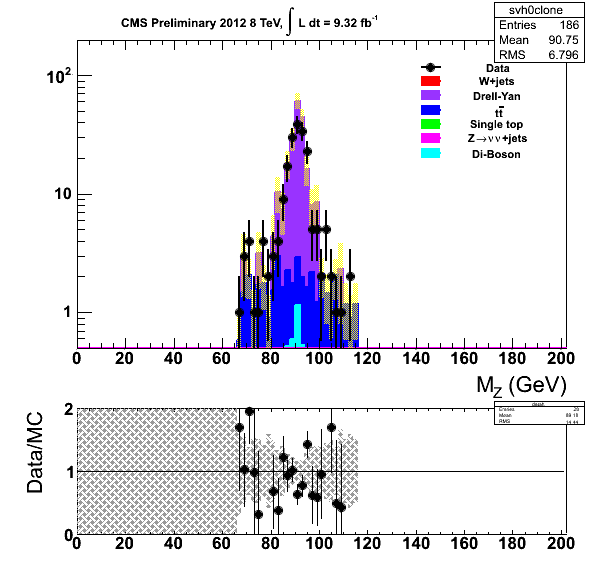 CMS Preliminary 2012 8 TeV, ∫ L dt = 9.32 fb⁻¹
svh0clone
Entries 186
Mean 90.75
RMS 6.796
Data
W+jets
Drell-Yan
tt̄
Single top
Z→νν+jets
Di-Boson
10²
10
1
0 20 40 60 80 100 120 140 160 180 200
M_Z (GeV)
Entries
Mean
RMS
Data/MC
2
1
0
0 20 40 60 80 100 120 140 160 180 200